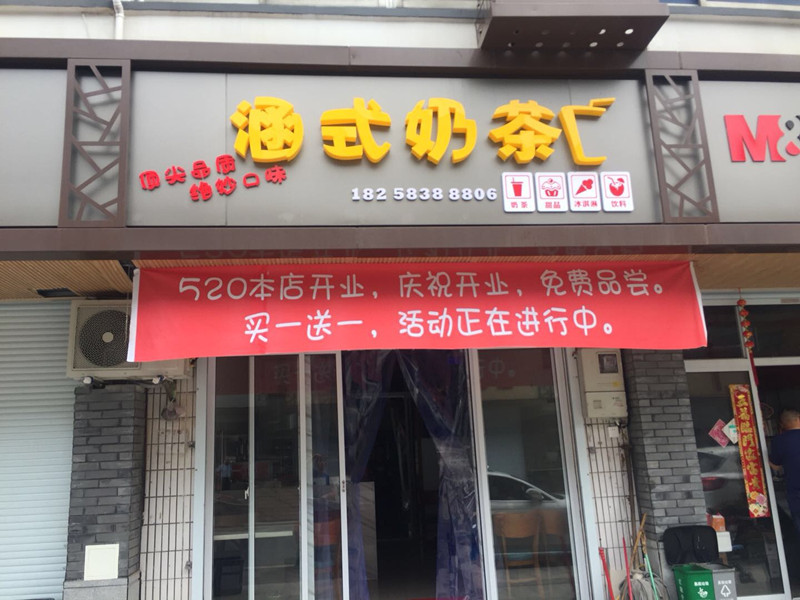 涵式奶茶汇
顶尖品质
绝妙口味
182 5838 8806
奶茶
甜品
冰淇淋
饮料
M&
520本店开业，庆祝开业，免费品尝。
买一送一，活动正在进行中。